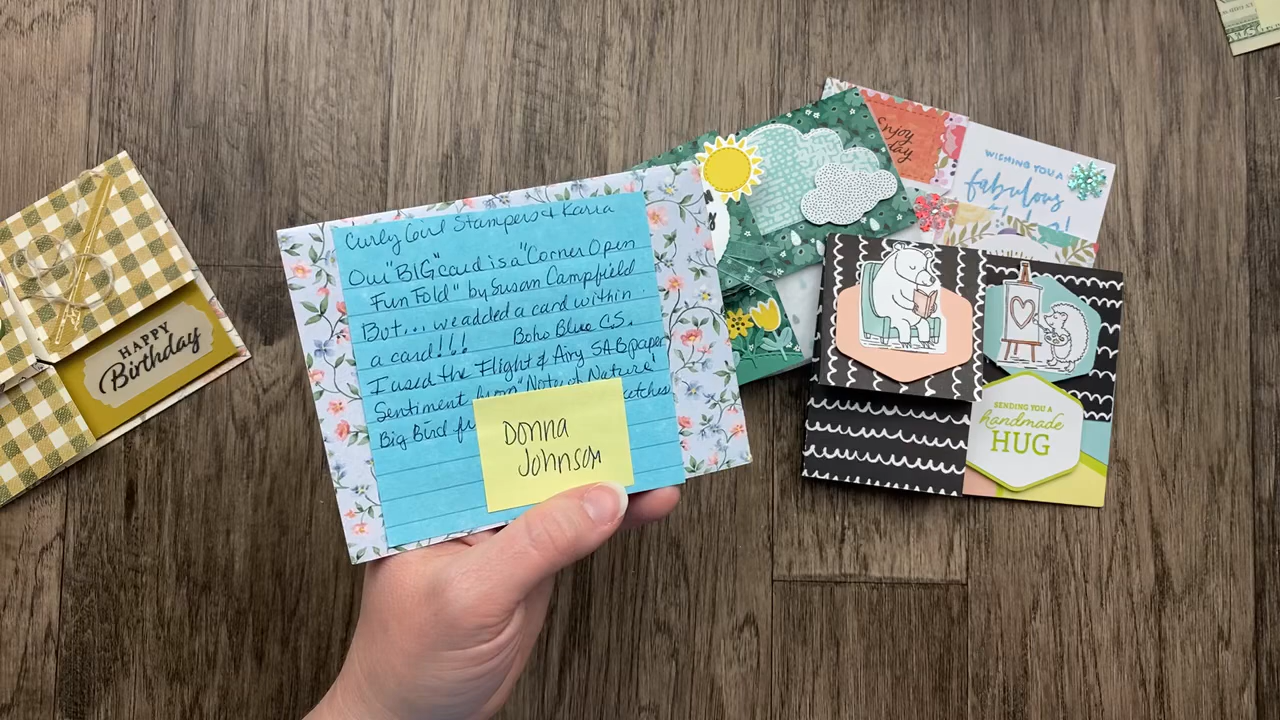 Curly Cowl Stampers & Karra
Our "BIG" card is a "Corner Open
Fun Fold" by Susan Campfield
But... we added a card within
a card!!! Boho Blue C.S.
I used the Flight & Airy SAB paper
Sentiment from "Notes of Nature"
Big Bird
DONNA
JOHNSON
HAPPY
Birthday
Enjoy
WISHING YOU A
fabulous
SENDING YOU A
handmade
HUG